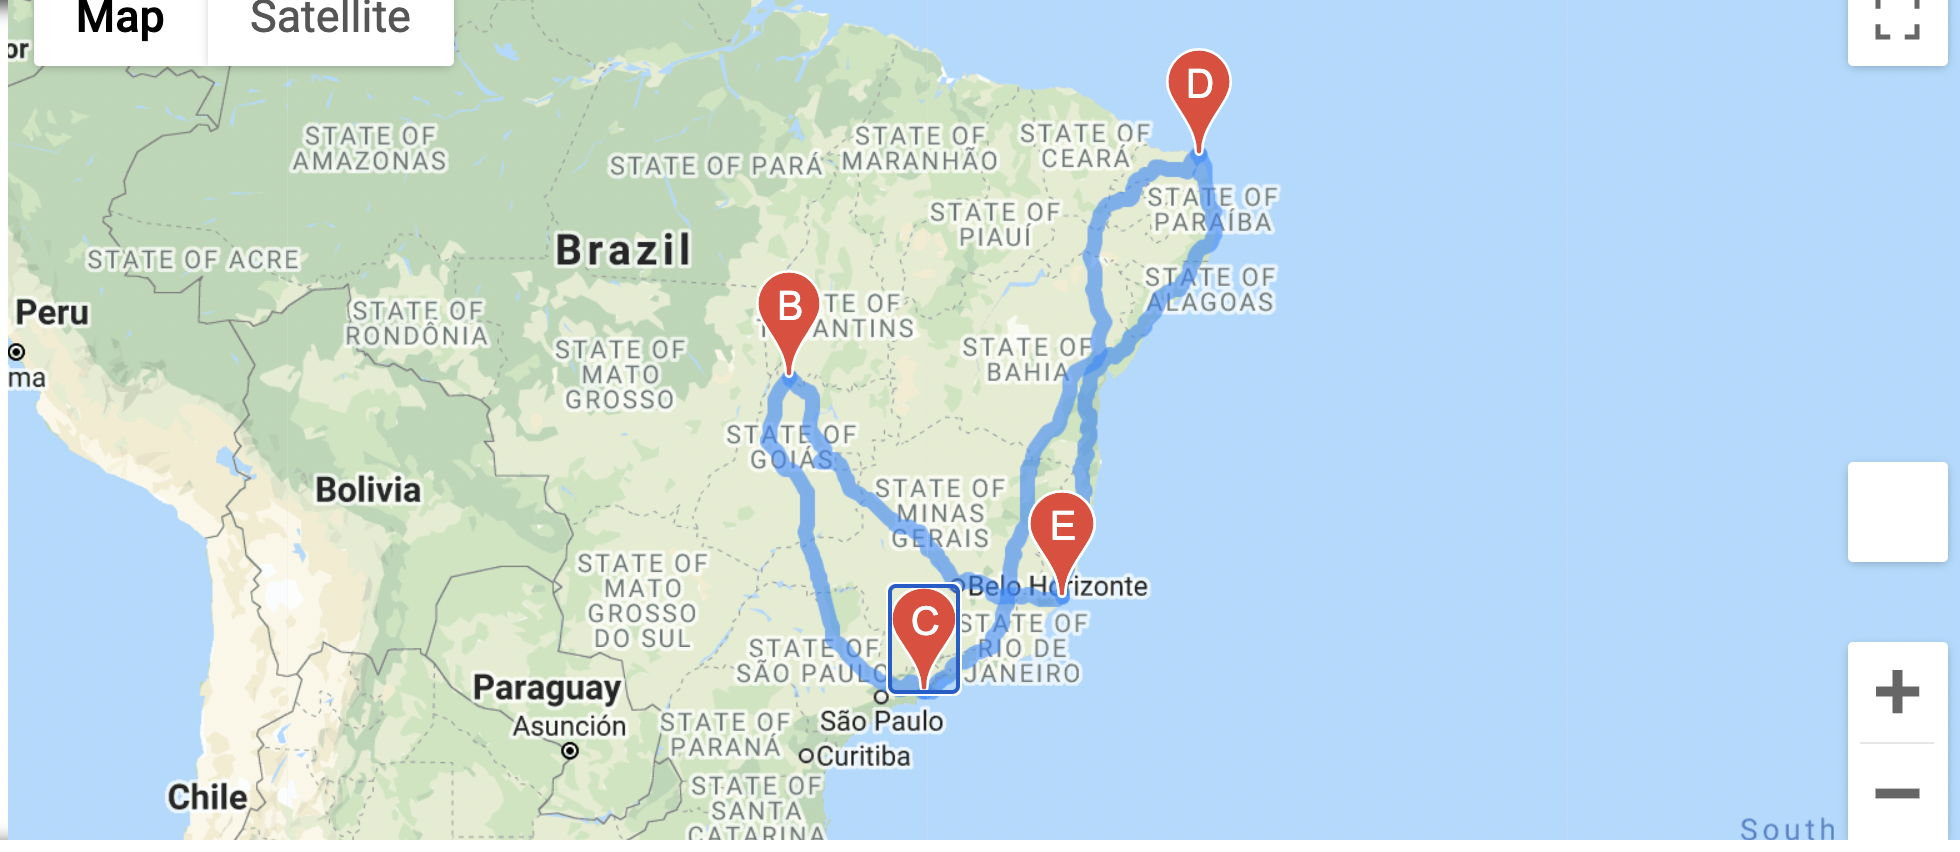 Map
Satellite
or
D
STATE OF
AMAZONAS
STATE OF PARÁ
STATE OF
MARANHÃO
STATE OF
CEARÁ
STATE OF
PARAÍBA
STATE OF
PIAUÍ
Brazil
STATE OF ACRE
STATE OF
ALAGOAS
B
TE OF
T
ANTINS
Peru
STATE OF
RONDÔNIA
ma
STATE OF
MATO
GROSSO
STATE OF
BAHIA
STATE OF
GOIÁS
Bolivia
STATE OF
MINAS
GERAIS
E
STATE OF
MATO
GROSSO
DO SUL
Belo Horizonte
C
STATE OF
RIO DE
JANEIRO
STATE OF
SÃO PAULO
Paraguay
Asunción
São Paulo
STATE OF
PARANÁ
Curitiba
Chile
STATE OF
SANTA
CATARINA
South